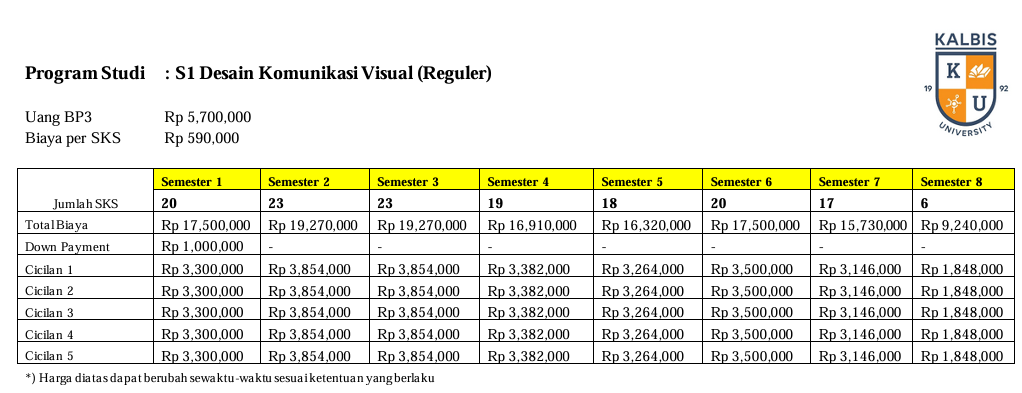 KALBIS
K
U
19 92
UNIVERSITY
Program Studi : S1 Desain Komunikasi Visual (Reguler)
Uang BP3 Rp 5,700,000
Biaya per SKS Rp 590,000
Semester 1 Semester 2 Semester 3 Semester 4 Semester 5 Semester 6 Semester 7 Semester 8
Jumlah SKS 20 23 23 19 18 20 17 6
Total Biaya Rp 17,500,000 Rp 19,270,000 Rp 19,270,000 Rp 16,910,000 Rp 16,320,000 Rp 17,500,000 Rp 15,730,000 Rp 9,240,000
Down Payment Rp 1,000,000 - - - - - - -
Cicilan 1 Rp 3,300,000 Rp 3,854,000 Rp 3,854,000 Rp 3,382,000 Rp 3,264,000 Rp 3,500,000 Rp 3,146,000 Rp 1,848,000
Cicilan 2 Rp 3,300,000 Rp 3,854,000 Rp 3,854,000 Rp 3,382,000 Rp 3,264,000 Rp 3,500,000 Rp 3,146,000 Rp 1,848,000
Cicilan 3 Rp 3,300,000 Rp 3,854,000 Rp 3,854,000 Rp 3,382,000 Rp 3,264,000 Rp 3,500,000 Rp 3,146,000 Rp 1,848,000
Cicilan 4 Rp 3,300,000 Rp 3,854,000 Rp 3,854,000 Rp 3,382,000 Rp 3,264,000 Rp 3,500,000 Rp 3,146,000 Rp 1,848,000
Cicilan 5 Rp 3,300,000 Rp 3,854,000 Rp 3,854,000 Rp 3,382,000 Rp 3,264,000 Rp 3,500,000 Rp 3,146,000 Rp 1,848,000
*) Harga diatas dapat berubah sewaktu-waktu sesuai ketentuan yang berlaku